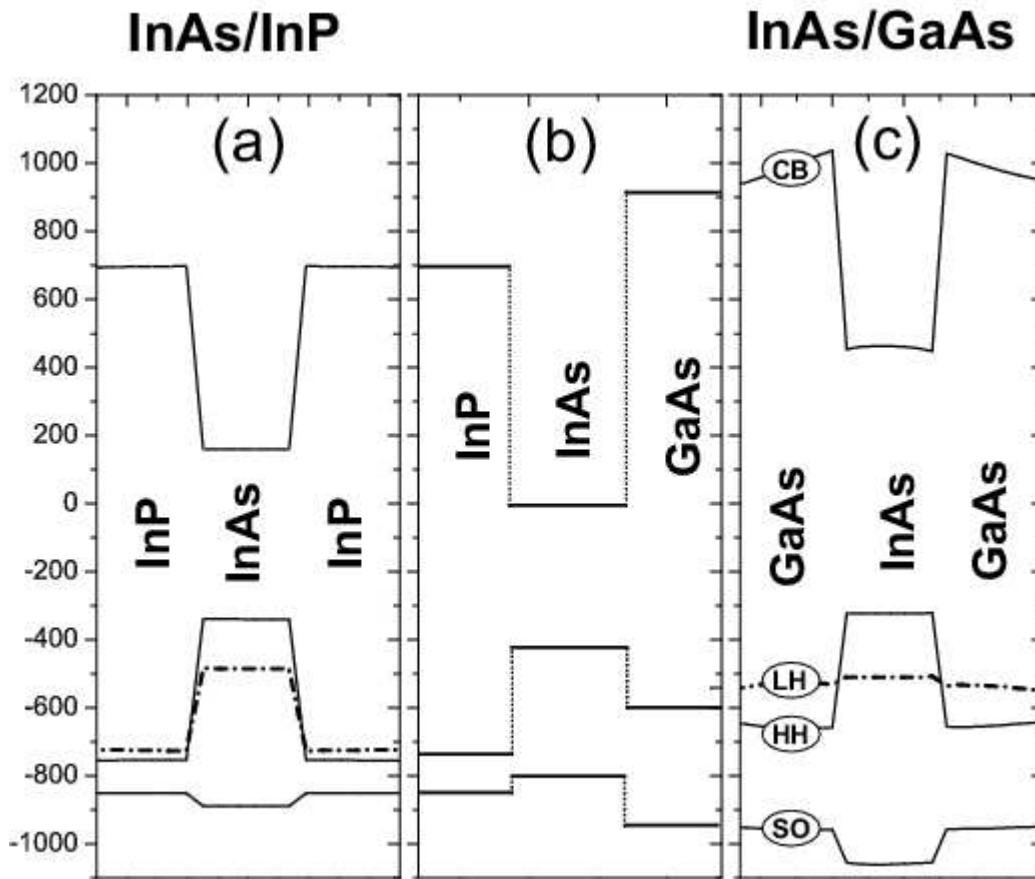 InAs/InP
InAs/GaAs
1200
1000
800
600
400
200
0
-200
-400
-600
-800
-1000
(a)
InP
InAs
InP
(b)
InP
InAs
GaAs
(c)
CB
GaAs
InAs
GaAs
LH
HH
SO